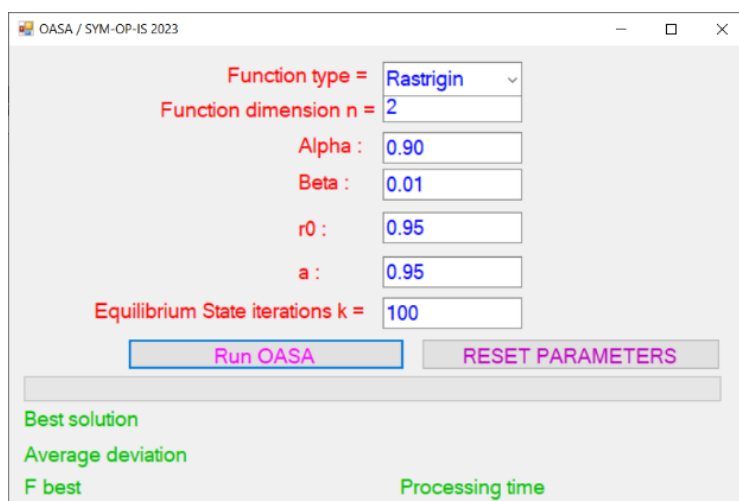 OASA / SYM-OP-IS 2023
Function type = Rastrigin
Function dimension n = 2
Alpha : 0.90
Beta : 0.01
r0 : 0.95
a : 0.95
Equilibrium State iterations k = 100
Run OASA RESET PARAMETERS
Best solution
Average deviation
F best Processing time